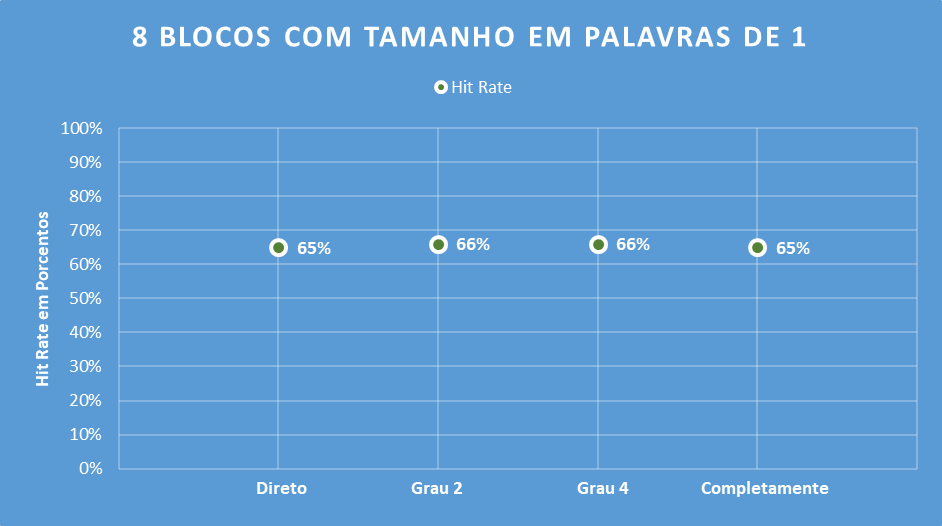 8 BLOCOS COM TAMANHO EM PALAVRAS DE 1
Hit Rate
Hit Rate em Porcentos
100%
90%
80%
70%
60%
50%
40%
30%
20%
10%
0%
65%
66%
66%
65%
Direto
Grau 2
Grau 4
Completamente